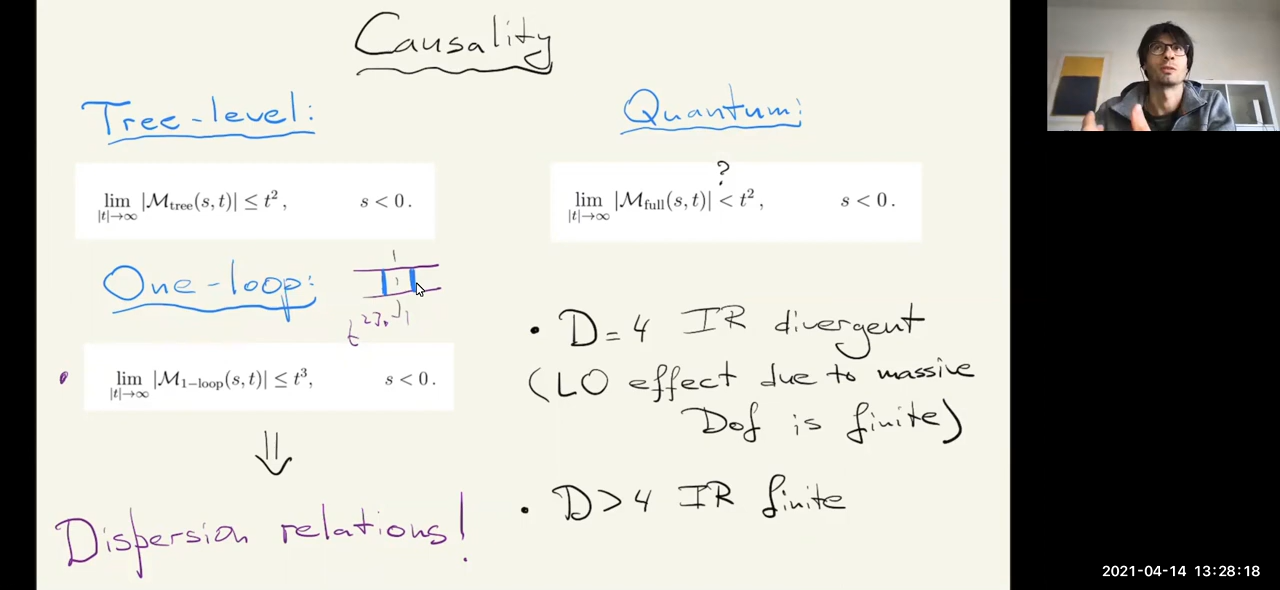 Causality
Tree-level:
lim |M_tree(s,t)| ≤ t², s < 0.
|t|→∞
One-loop:
lim |M_1-loop(s,t)| ≤ t³, s < 0.
|t|→∞
⇓
Dispersion relations!
Quantum:
?
lim |M_full(s,t)| < t², s < 0.
|t|→∞
• D = 4 IR divergent
(LO effect due to massive
Dof is finite)
• D > 4 IR finite
2021-04-14 13:28:18